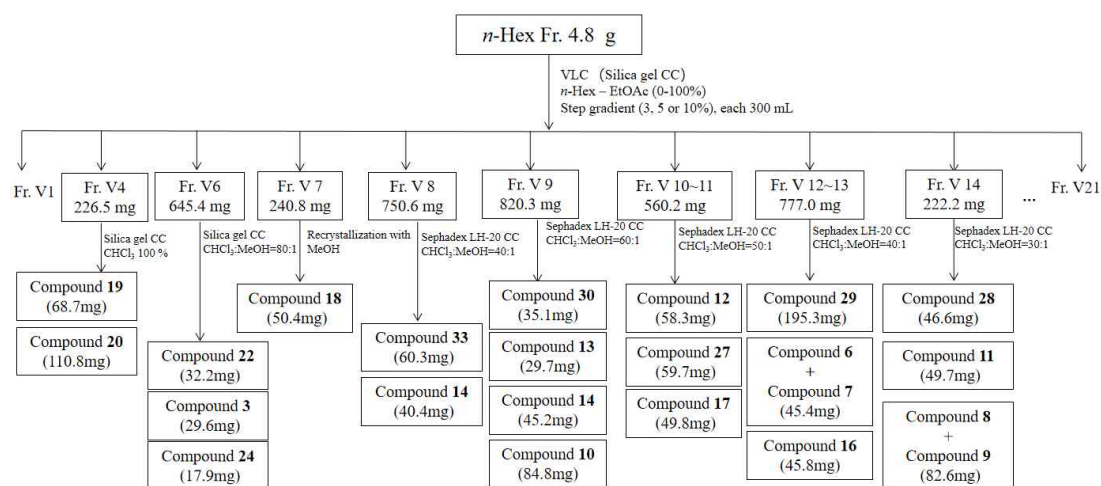 n-Hex Fr. 4.8 g
VLC (Silica gel CC)
n-Hex – EtOAc (0-100%)
Step gradient (3, 5 or 10%), each 300 mL
Fr. V1
Fr. V4
226.5 mg
Fr. V6
645.4 mg
Fr. V 7
240.8 mg
Fr. V 8
750.6 mg
Fr. V 9
820.3 mg
Fr. V 10~11
560.2 mg
Fr. V 12~13
777.0 mg
Fr. V 14
222.2 mg
...
Fr. V21
Silica gel CC
CHCl₃ 100 %
Silica gel CC
CHCl₃:MeOH=80:1
Recrystallization with
MeOH
Sephadex LH-20 CC
CHCl₃:MeOH=40:1
Sephadex LH-20 CC
CHCl₃:MeOH=60:1
Sephadex LH-20 CC
CHCl₃:MeOH=50:1
Sephadex LH-20 CC
CHCl₃:MeOH=40:1
Sephadex LH-20 CC
CHCl₃:MeOH=30:1
Compound 19
(68.7mg)
Compound 20
(110.8mg)
Compound 22
(32.2mg)
Compound 3
(29.6mg)
Compound 24
(17.9mg)
Compound 18
(50.4mg)
Compound 33
(60.3mg)
Compound 14
(40.4mg)
Compound 30
(35.1mg)
Compound 13
(29.7mg)
Compound 14
(45.2mg)
Compound 10
(84.8mg)
Compound 12
(58.3mg)
Compound 27
(59.7mg)
Compound 17
(49.8mg)
Compound 29
(195.3mg)
Compound 6
+
Compound 7
(45.4mg)
Compound 16
(45.8mg)
Compound 28
(46.6mg)
Compound 11
(49.7mg)
Compound 8
+
Compound 9
(82.6mg)